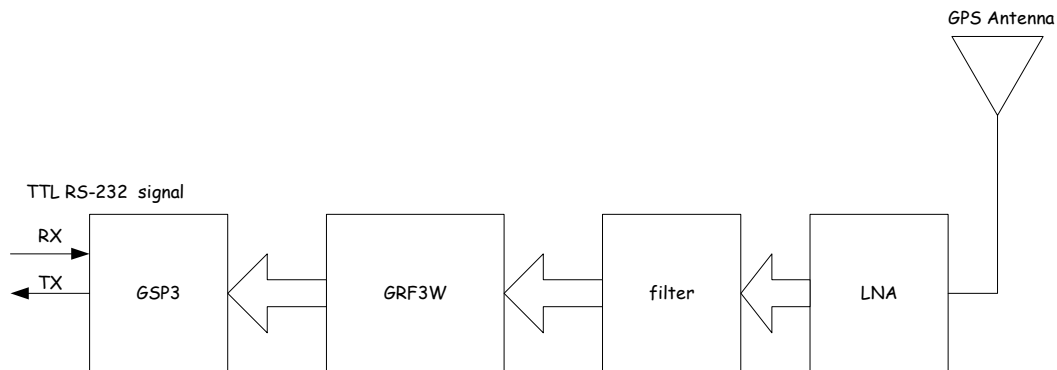 GPS Antenna
TTL RS-232 signal
RX
TX
GSP3
GRF3W
filter
LNA